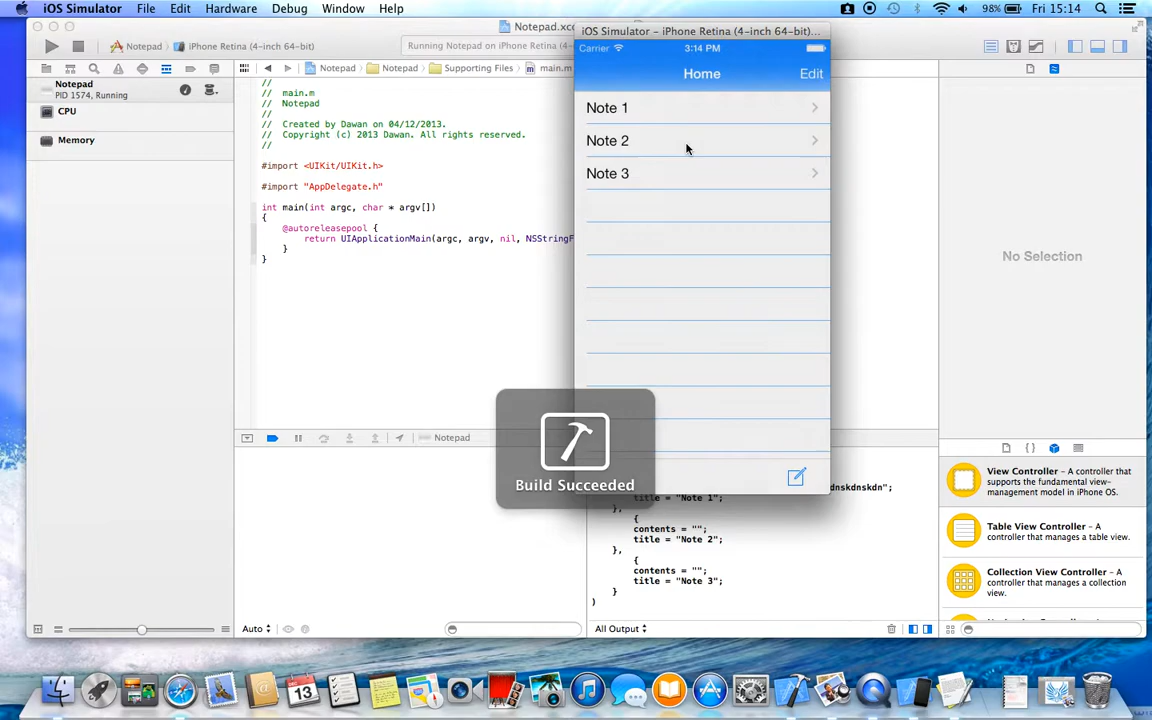 iOS Simulator File Edit Hardware Debug Window Help 98% Fri 15:14
Notepad.xcc
iOS Simulator – iPhone Retina (4-inch 64-bit)...
Notepad iPhone Retina (4-inch 64-bit) Running Notepad on iPhone Retina (4-inc
Carrier 3:14 PM
Notepad Notepad Supporting Files main.m
Home Edit
Notepad
PID 1574, Running
CPU
Memory
//
// main.m
// Notepad
//
// Created by Dawan on 04/12/2013.
// Copyright (c) 2013 Dawan. All rights reserved.
//
#import <UIKit/UIKit.h>
#import "AppDelegate.h"
int main(int argc, char * argv[])
{
@autoreleasepool {
return UIApplicationMain(argc, argv, nil, NSStringF
}
}
Note 1
Note 2
Note 3
No Selection
Build Succeeded
Notepad
dnskdnskdn";
title = "Note 1";
},
{
contents = "";
title = "Note 2";
},
{
contents = "";
title = "Note 3";
}
)
View Controller – A controller that
supports the fundamental view-
management model in iPhone OS.
Table View Controller – A
controller that manages a table view.
Collection View Controller – A
controller that manages a collection
view.
Auto
All Output
13